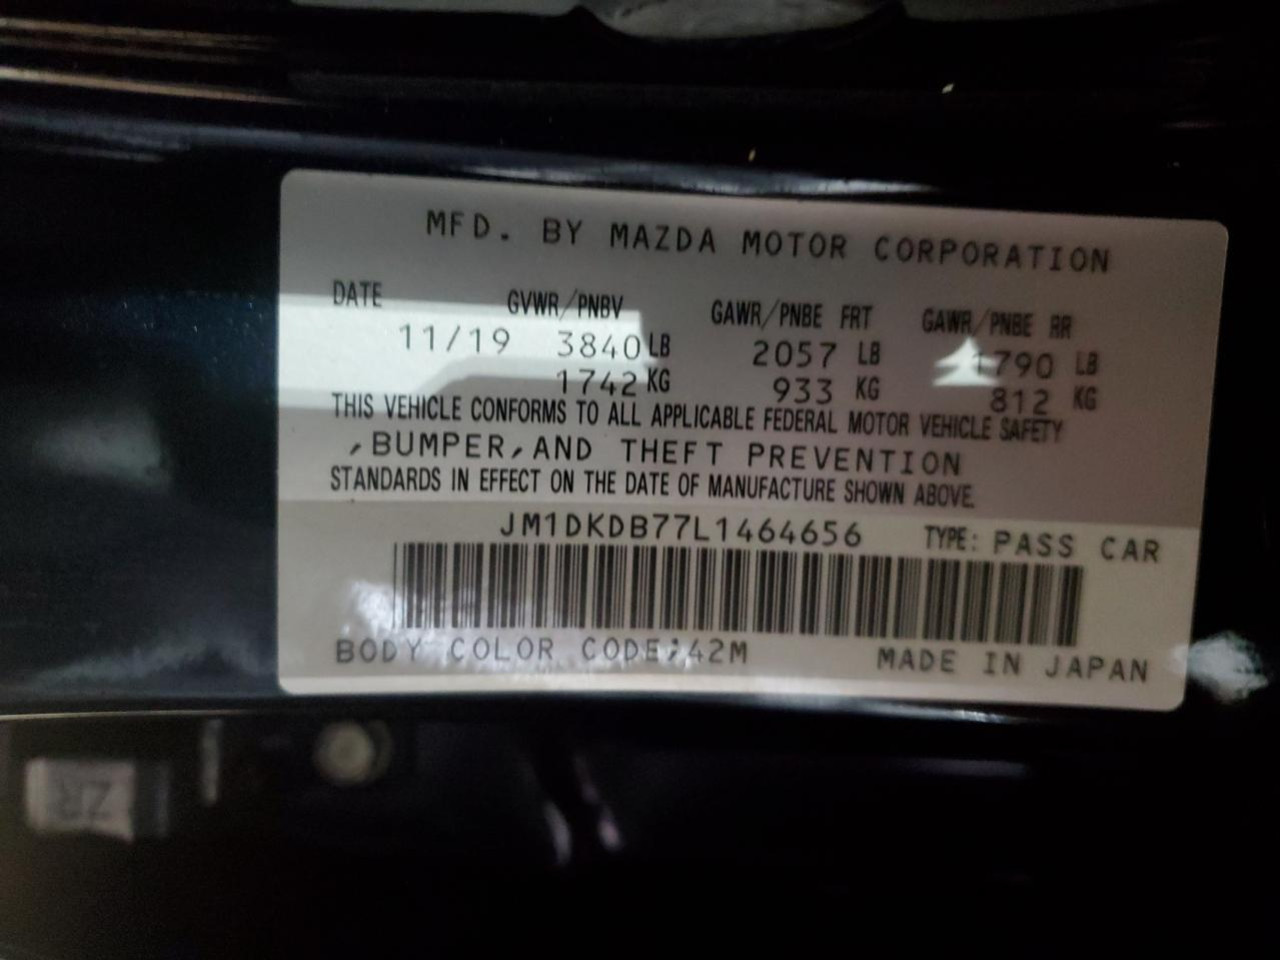 MFD. BY MAZDA MOTOR CORPORATION
DATE GVWR/PNBV GAWR/PNBE FRT GAWR/PNBE RR
11/19 3840 LB 2057 LB 1790 LB
1742 KG 933 KG 812 KG
THIS VEHICLE CONFORMS TO ALL APPLICABLE FEDERAL MOTOR VEHICLE SAFETY
,BUMPER,AND THEFT PREVENTION
STANDARDS IN EFFECT ON THE DATE OF MANUFACTURE SHOWN ABOVE.
JM1DKDB77L1464656 TYPE: PASS CAR
BODY COLOR CODE;42M MADE IN JAPAN